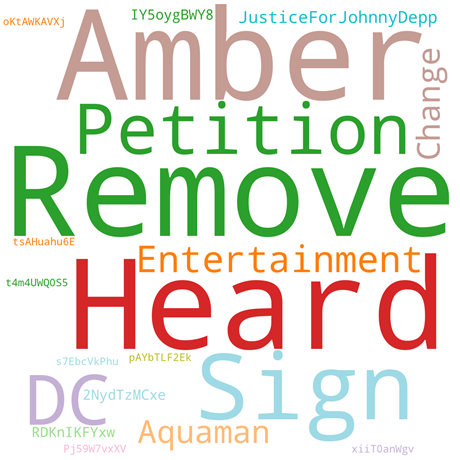 oKtAWKAVXj
IY5oygBWY8
JusticeForJohnnyDepp
Amber
Change
Petition
Remove
tsAHuahu6E
Entertainment
t4m4UWQ0S5
Heard
s7EbcVkPhu
pAYbTLF2Ek
Sign
DC
2NydTzMCxe
RDKnIKFYxw
Aquaman
Pj59W7vxXV
xiiT0anWgv